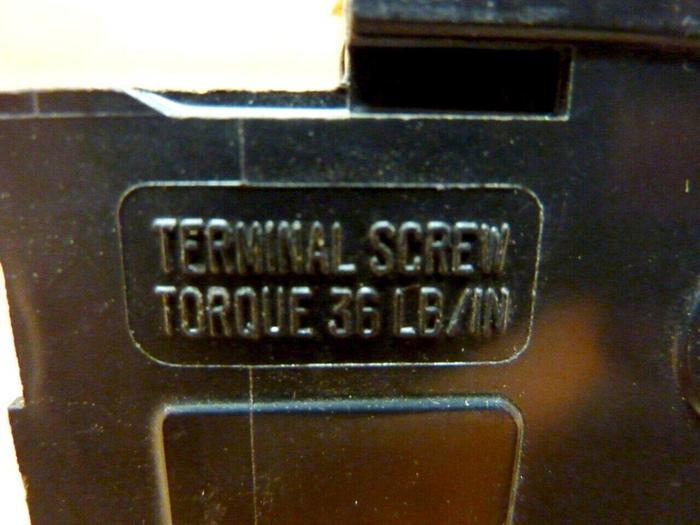 TERMINAL SCREW
TORQUE 36 LB/IN